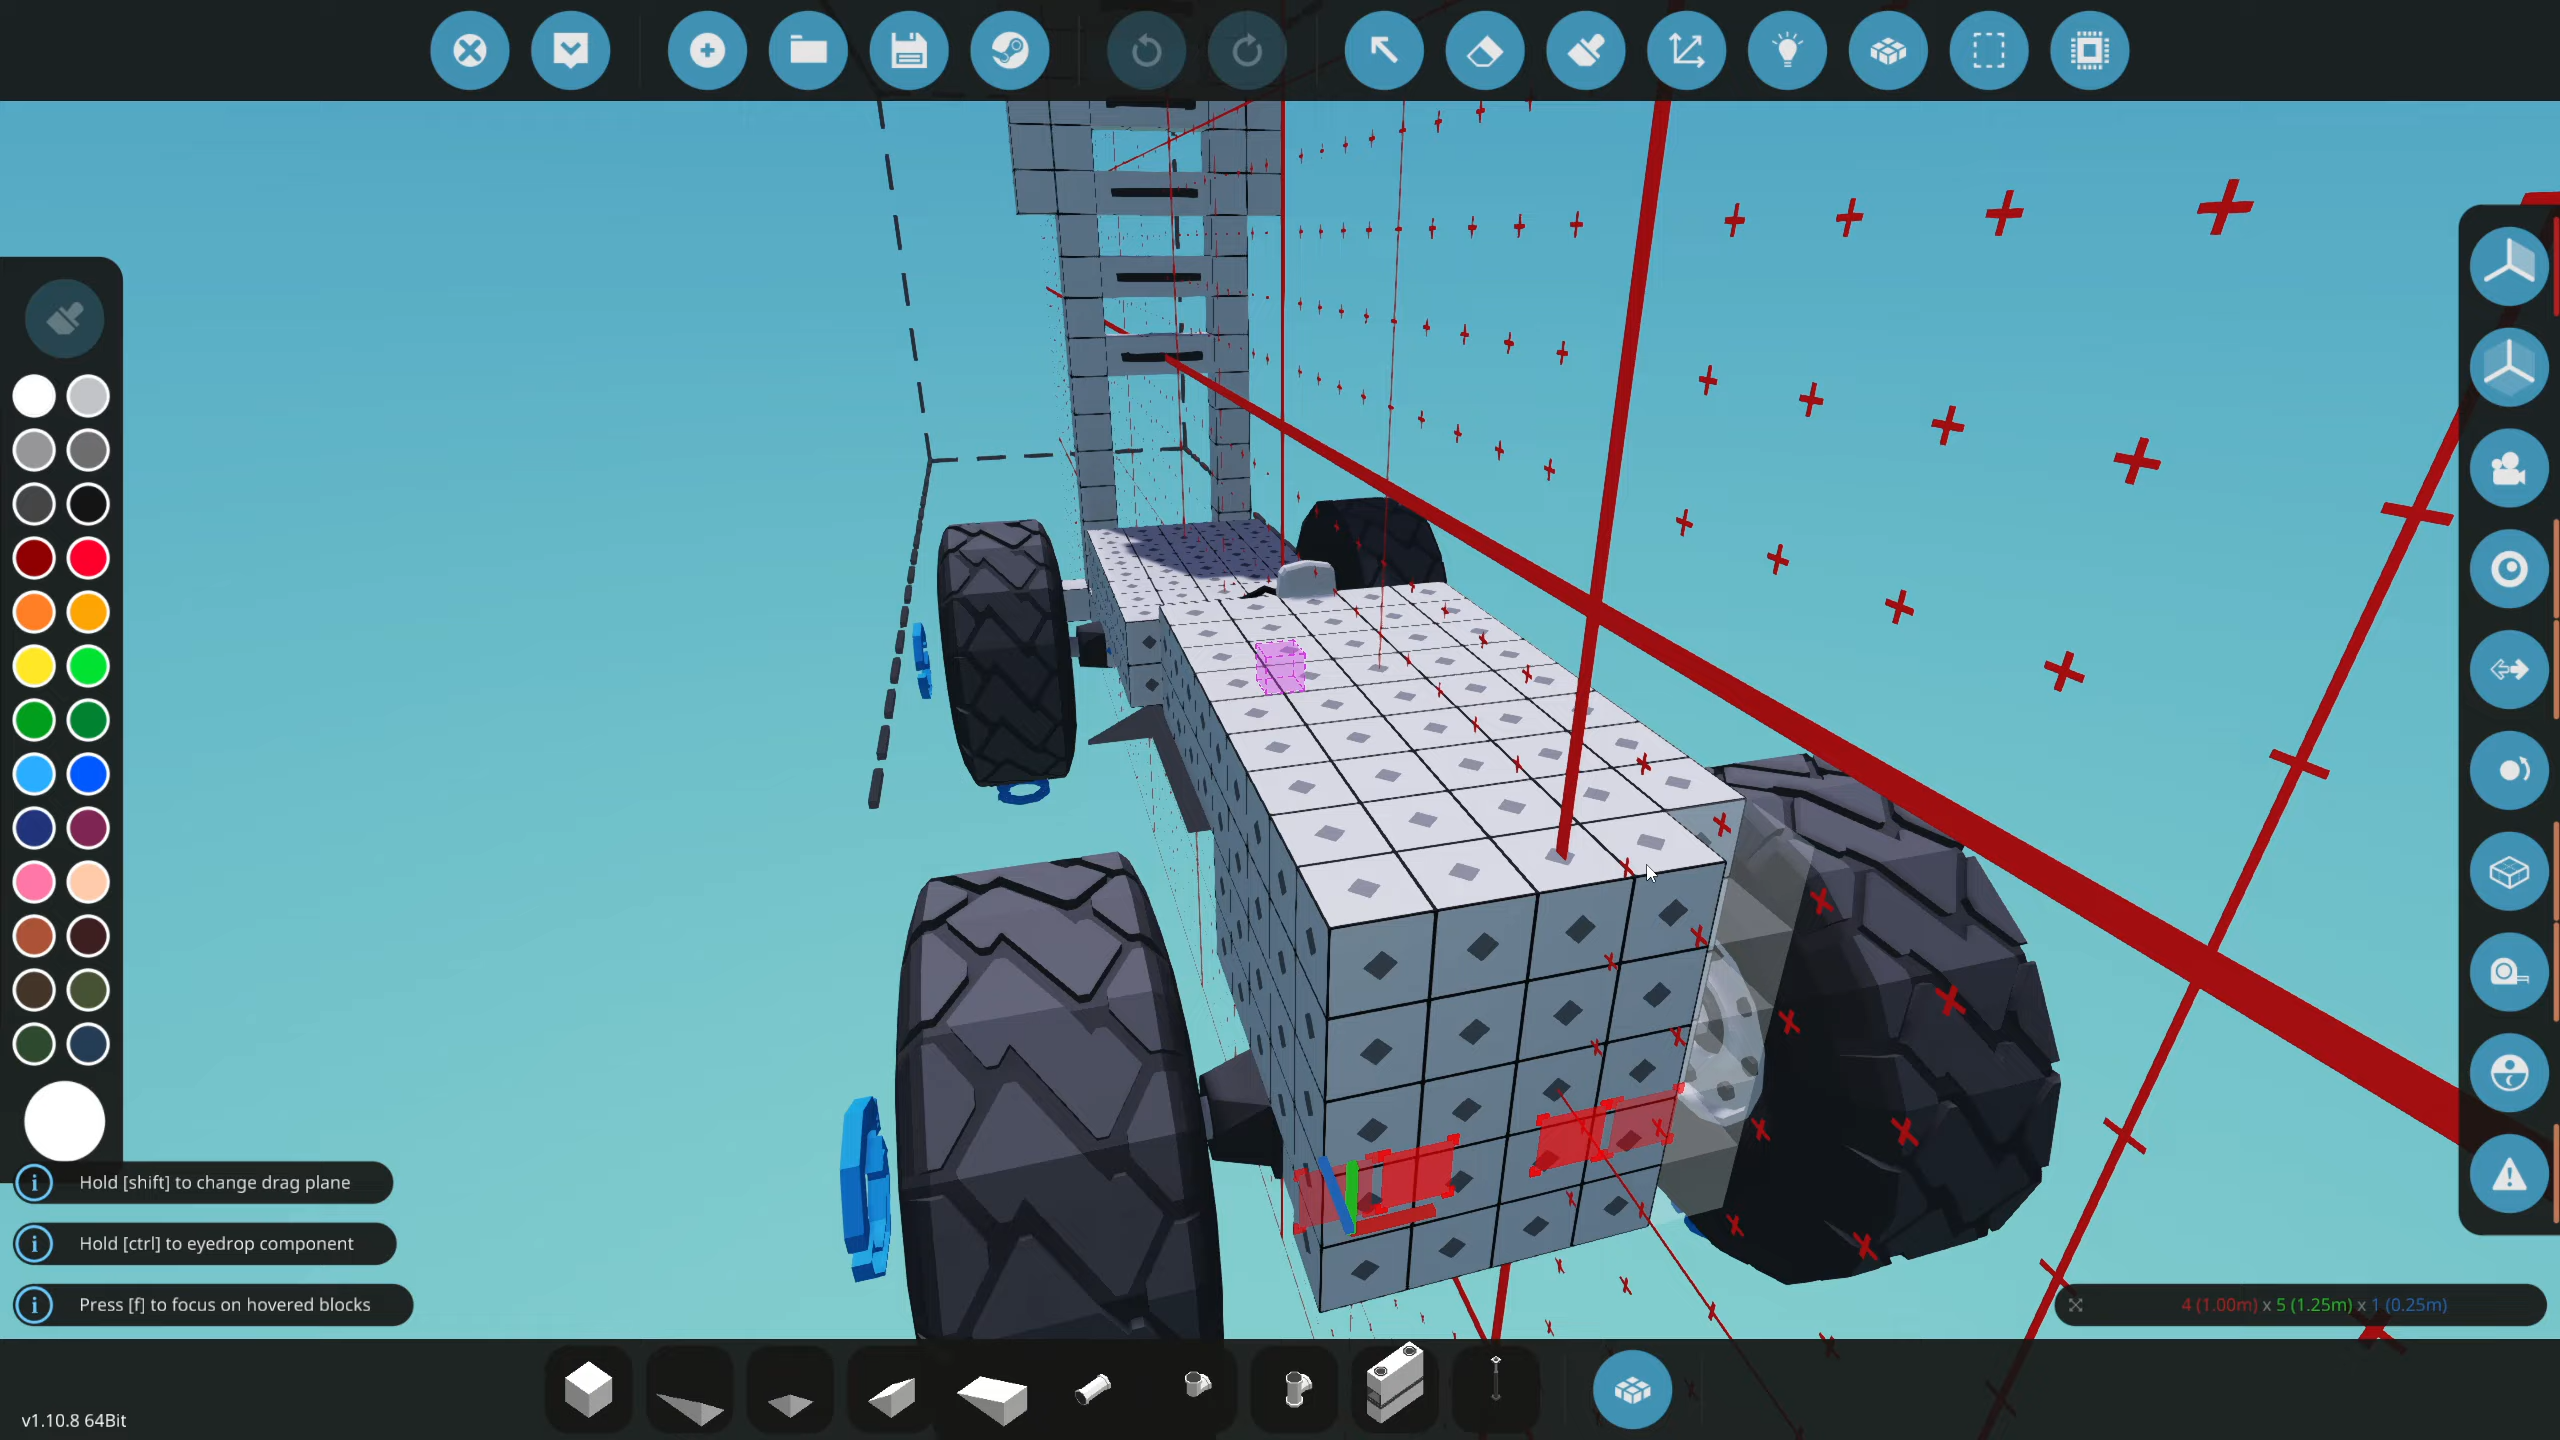 Hold [shift] to change drag plane
Hold [ctrl] to eyedrop component
Press [f] to focus on hovered blocks
4 (1.00m) x 5 (1.25m) x 1 (0.25m)
v1.10.8 64Bit